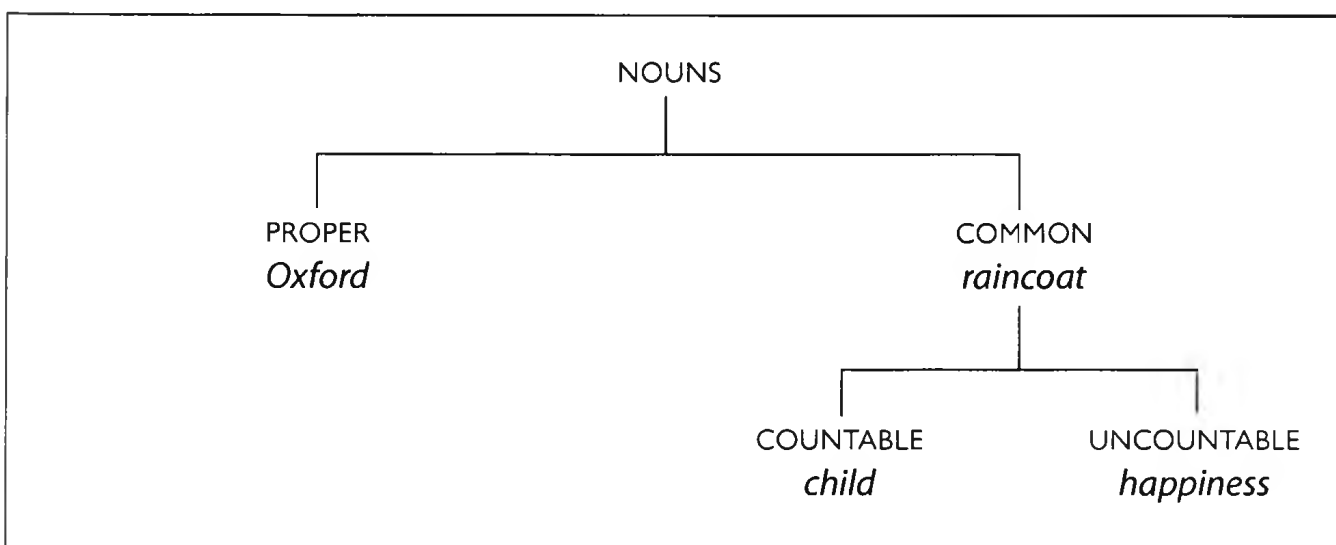 NOUNS
PROPER
Oxford
COMMON
raincoat
COUNTABLE
child
UNCOUNTABLE
happiness